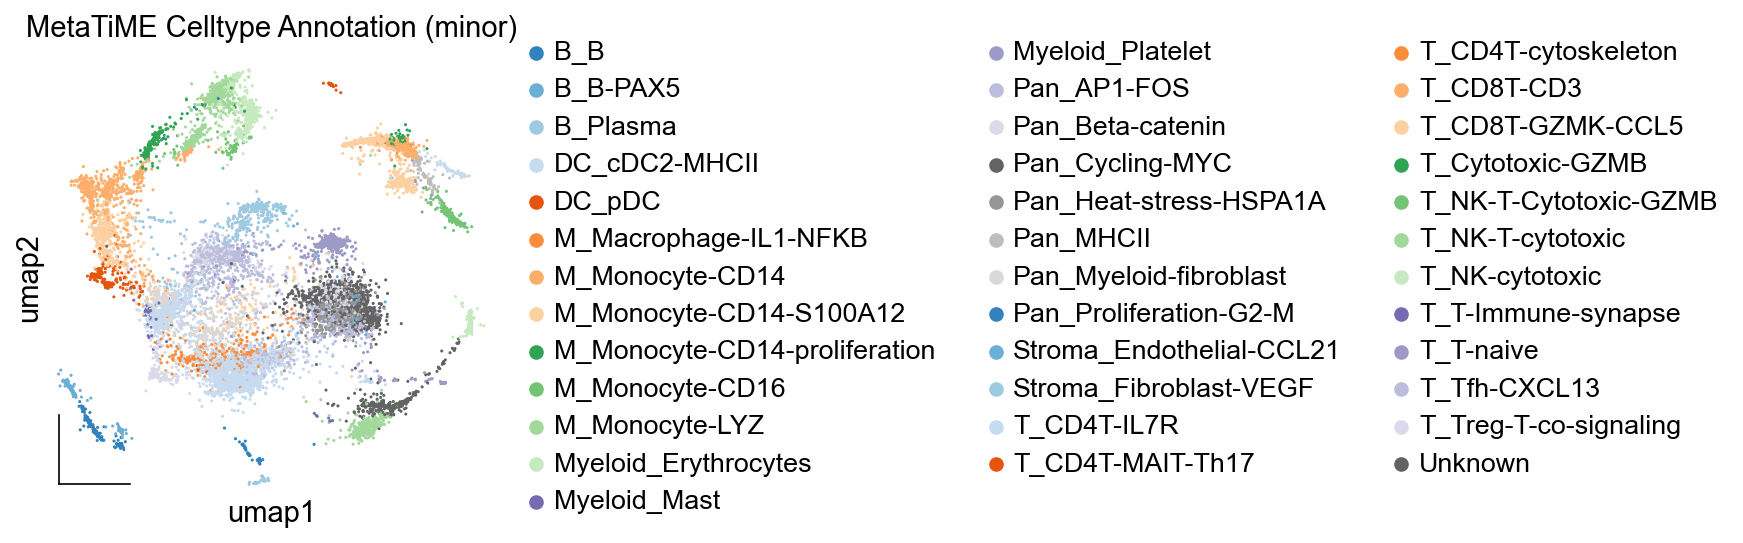 MetaTiME Celltype Annotation (minor)
umap2
umap1
B_B
B_B-PAX5
B_Plasma
DC_cDC2-MHCII
DC_pDC
M_Macrophage-IL1-NFKB
M_Monocyte-CD14
M_Monocyte-CD14-S100A12
M_Monocyte-CD14-proliferation
M_Monocyte-CD16
M_Monocyte-LYZ
Myeloid_Erythrocytes
Myeloid_Mast
Myeloid_Platelet
Pan_AP1-FOS
Pan_Beta-catenin
Pan_Cycling-MYC
Pan_Heat-stress-HSPA1A
Pan_MHCII
Pan_Myeloid-fibroblast
Pan_Proliferation-G2-M
Stroma_Endothelial-CCL21
Stroma_Fibroblast-VEGF
T_CD4T-IL7R
T_CD4T-MAIT-Th17
T_CD4T-cytoskeleton
T_CD8T-CD3
T_CD8T-GZMK-CCL5
T_Cytotoxic-GZMB
T_NK-T-Cytotoxic-GZMB
T_NK-T-cytotoxic
T_NK-cytotoxic
T_T-Immune-synapse
T_T-naive
T_Tfh-CXCL13
T_Treg-T-co-signaling
Unknown